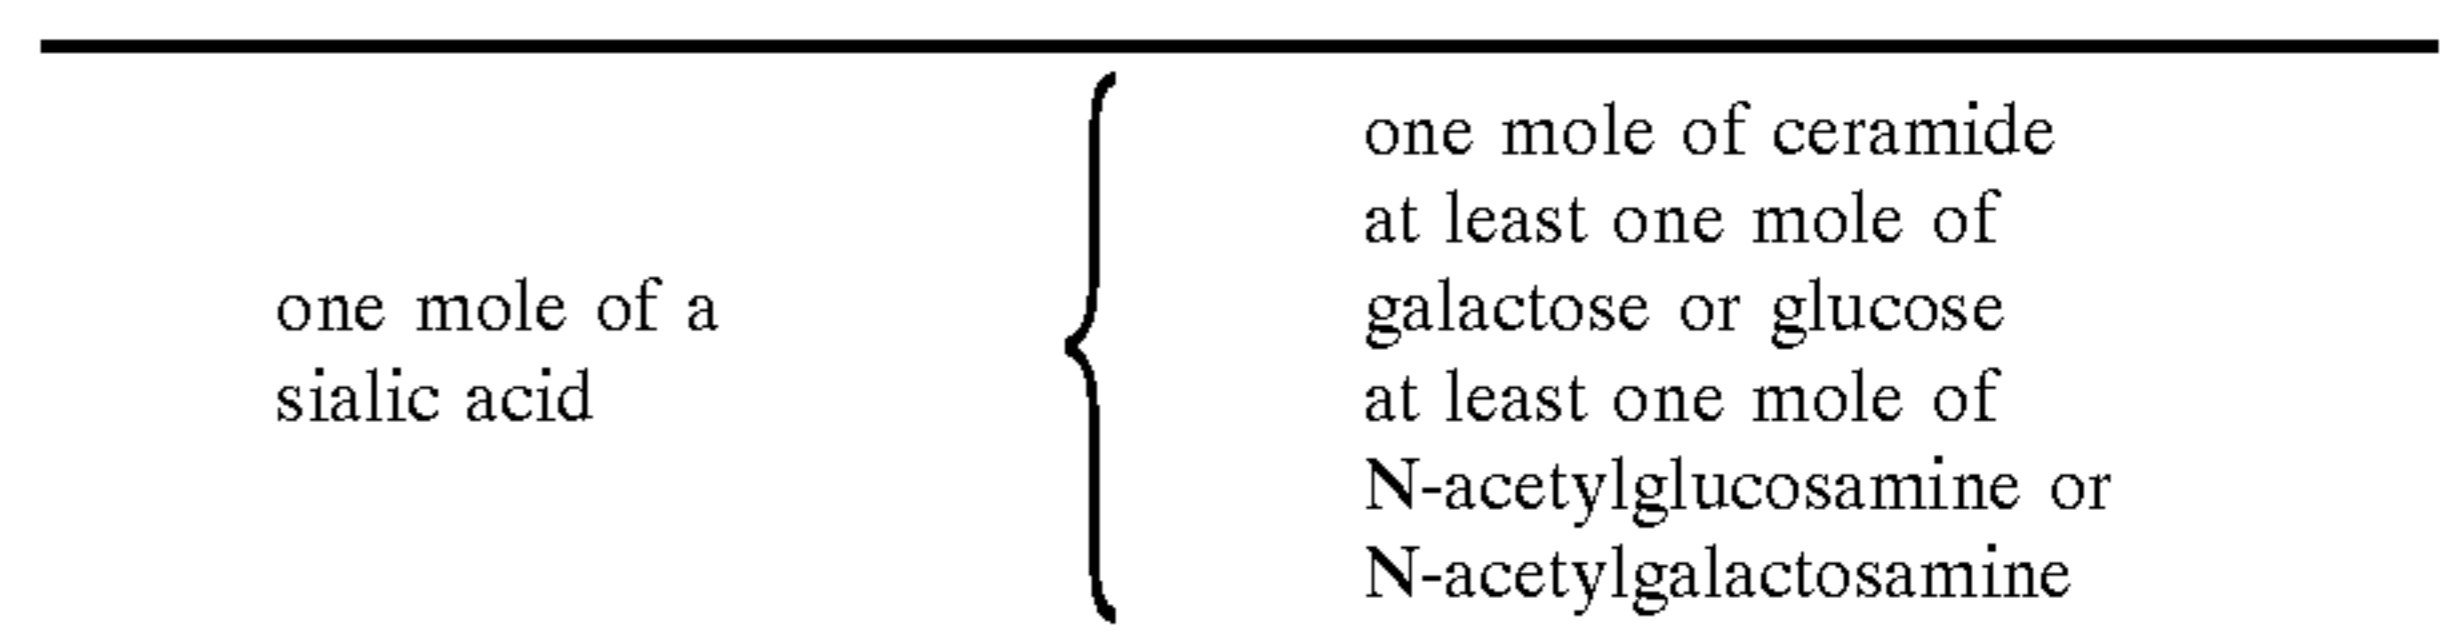 one mole of a
sialic acid
one mole of ceramide
at least one mole of
galactose or glucose
at least one mole of
N-acetylglucosamine or
N-acetylgalactosamine